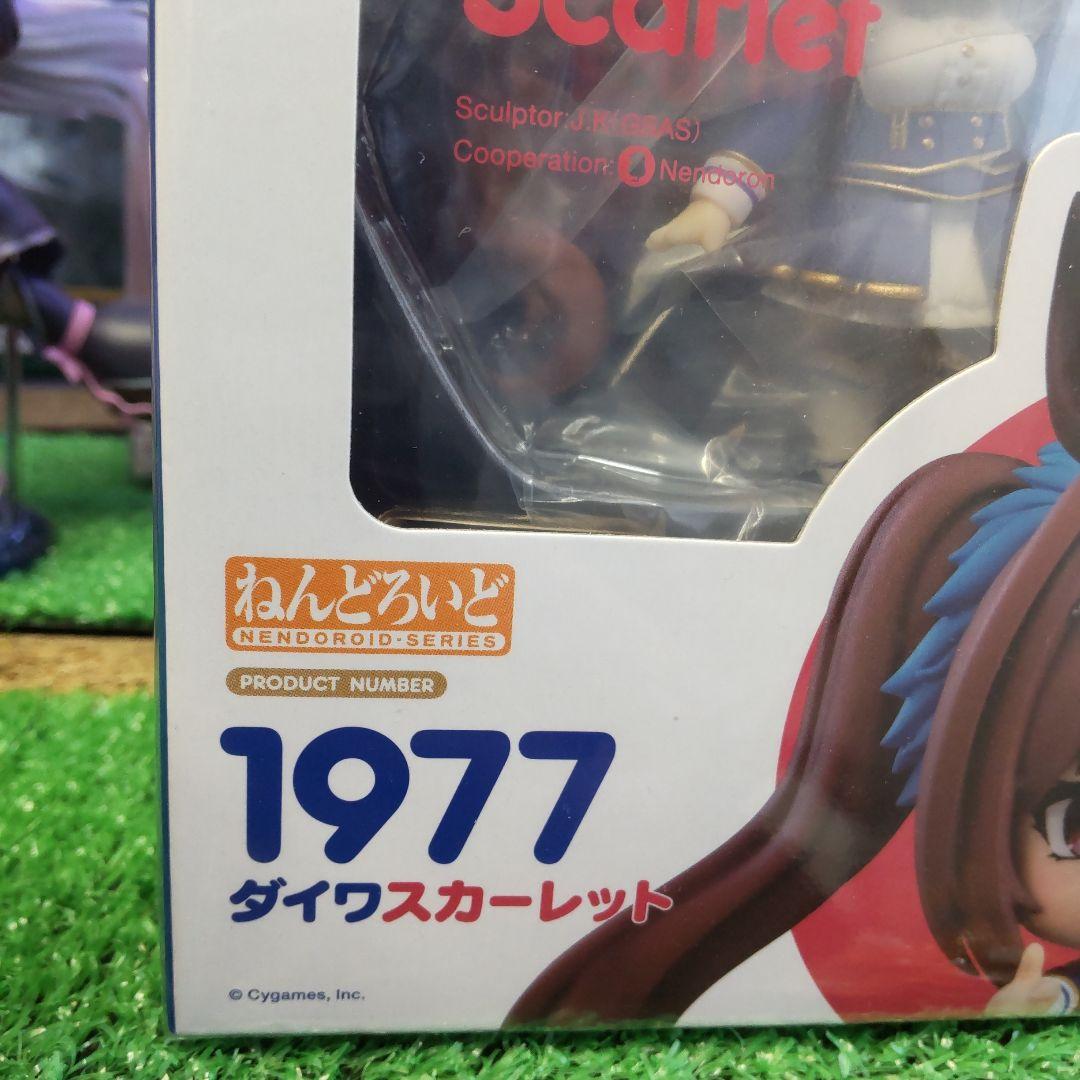 Scarlet
Sculptor:J.K(GSAS)
Cooperation: Nendoron
ねんどろいど
NENDOROID·SERIES
PRODUCT NUMBER
1977
ダイワスカーレット
© Cygames, Inc.